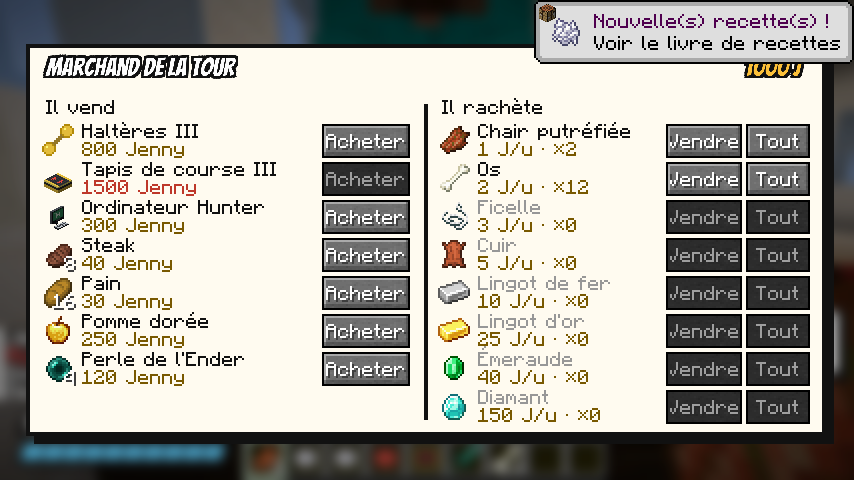 Nouvelle(s) recette(s) !
Voir le livre de recettes
MARCHAND DE LA TOUR
1000 J
Il vend
Haltères III
800 Jenny
Acheter
Tapis de course III
1500 Jenny
Acheter
Ordinateur Hunter
300 Jenny
Acheter
Steak
40 Jenny
Acheter
Pain
30 Jenny
Acheter
Pomme dorée
250 Jenny
Acheter
Perle de l'Ender
120 Jenny
Acheter
Il rachète
Chair putréfiée
1 J/u · ×2
Vendre Tout
Os
2 J/u · ×12
Vendre Tout
Ficelle
3 J/u · ×0
Vendre Tout
Cuir
5 J/u · ×0
Vendre Tout
Lingot de fer
10 J/u · ×0
Vendre Tout
Lingot d'or
25 J/u · ×0
Vendre Tout
Émeraude
40 J/u · ×0
Vendre Tout
Diamant
150 J/u · ×0
Vendre Tout